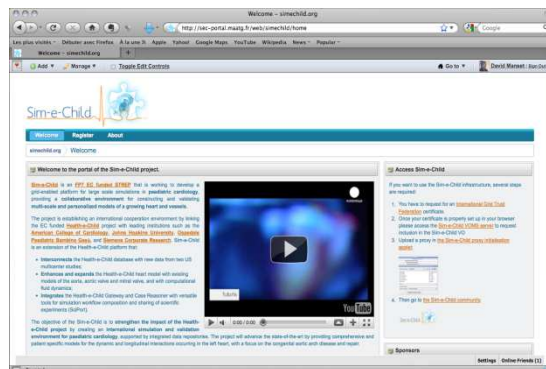 Welcome – simechild.org
http://sec-portal.maatg.fr/web/simechild/home
Google
Les plus visités Débuter avec Firefox À la une Apple Yahoo! Google Maps YouTube Wikipedia News Popular
Welcome – simechild.org
Add Manage Toggle Edit Controls
Go to David Manset
Sim-e-Child
Welcome Register About
simechild.org Welcome
Welcome to the portal of the Sim-e-Child project.
Sim-e-Child is an FP7 EC funded STREP that is working to develop a
grid-enabled platform for large scale simulations in paediatric cardiology,
providing a collaborative environment for constructing and validating
multi-scale and personalized models of a growing heart and vessels.
The project is establishing an international cooperation environment by linking
the EC funded Health-e-Child project with leading institutions such as the
American College of Cardiology, Johns Hopkins University, Ospedale
Pediatrico Bambino Gesù, and Siemens Corporate Research. Sim-e-Child
is an extension of the Health-e-Child platform that:
Interconnects the Health-e-Child database with new data from two US
multicenter studies;
Enhances and expands the Health-e-Child heart model with existing
models of the aorta, aortic valve and mitral valve, and with computational
fluid dynamics;
Integrates the Health-e-Child Gateway and Case Reasoner with versatile
tools for simulation workflow composition and sharing of scientific
experiments (SciPort).
The objective of the Sim-e-Child is to strengthen the impact of the Health-
e-Child project by creating an international simulation and validation
environment for paediatric cardiology, supported by integrated data repositories. The project will advance the state-of-the-art by providing comprehensive and
patient specific models for the dynamic and longitudinal interactions occurring in the left heart, with a focus on the congenital aortic arch disease and repair.
YouTube
0:00 / 0:00
Access Sim-e-Child
If you want to use the Sim-e-Child infrastructure, several steps
are required:
1. You have to request for an International Grid Trust
Federation certificate.
2. Once your certificate is properly set up in your browser
please access the Sim-e-Child VOMS server to request
inclusion in the Sim-e-Child VO
3. Upload a proxy in the Sim-e-Child proxy initialisation
applet
4. Then go to the Sim-e-Child community.
Sim-e-Child
Sponsors
Settings Online Friends (1)